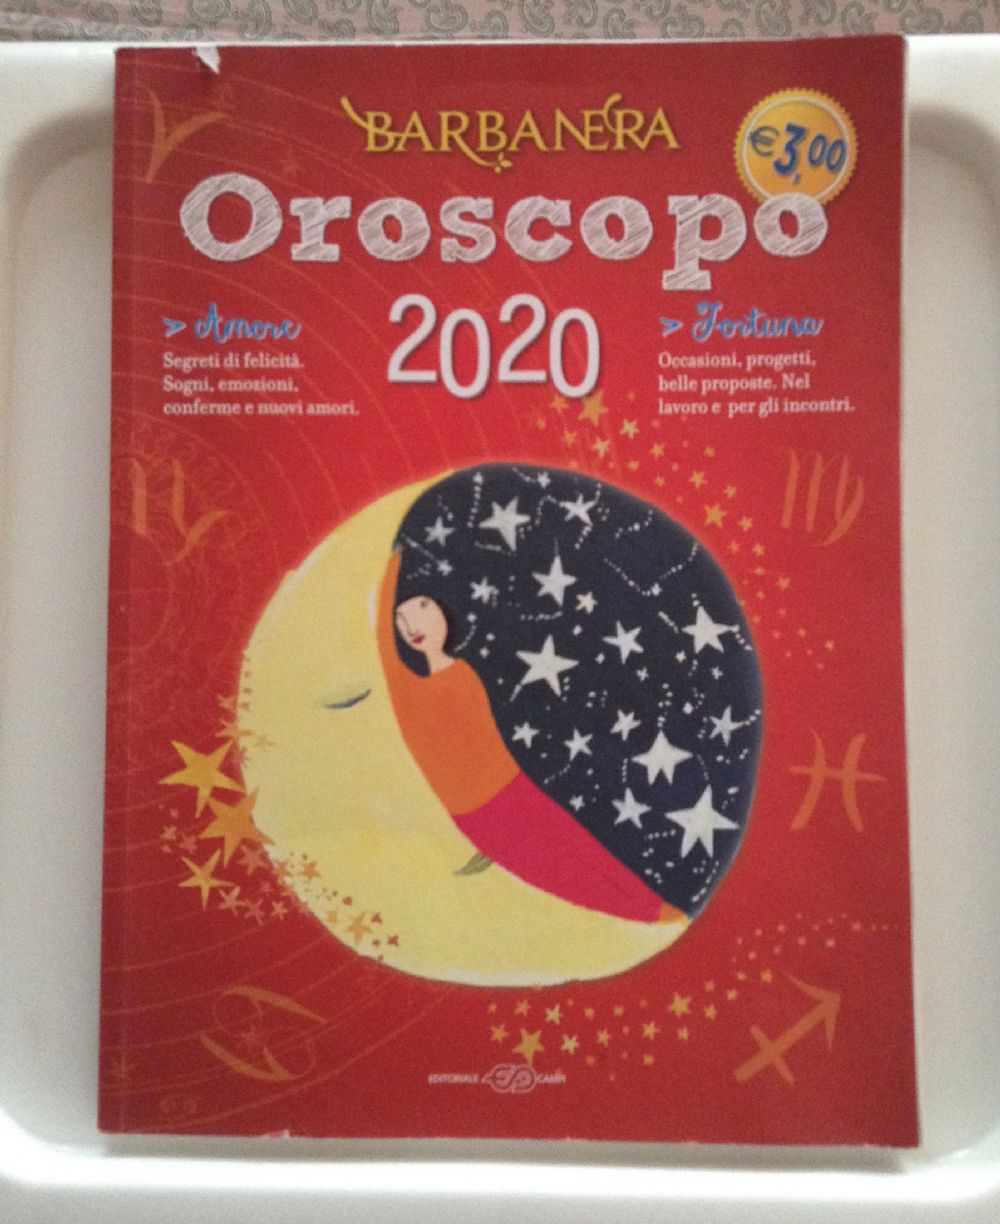 BARBANERA
€3,00
Oroscopo
2020
> Amore
Segreti di felicità.
Sogni, emozioni,
conferme e nuovi amori.
> Fortuna
Occasioni, progetti,
belle proposte. Nel
lavoro e per gli incontri.
EDITORIALE CAMPI